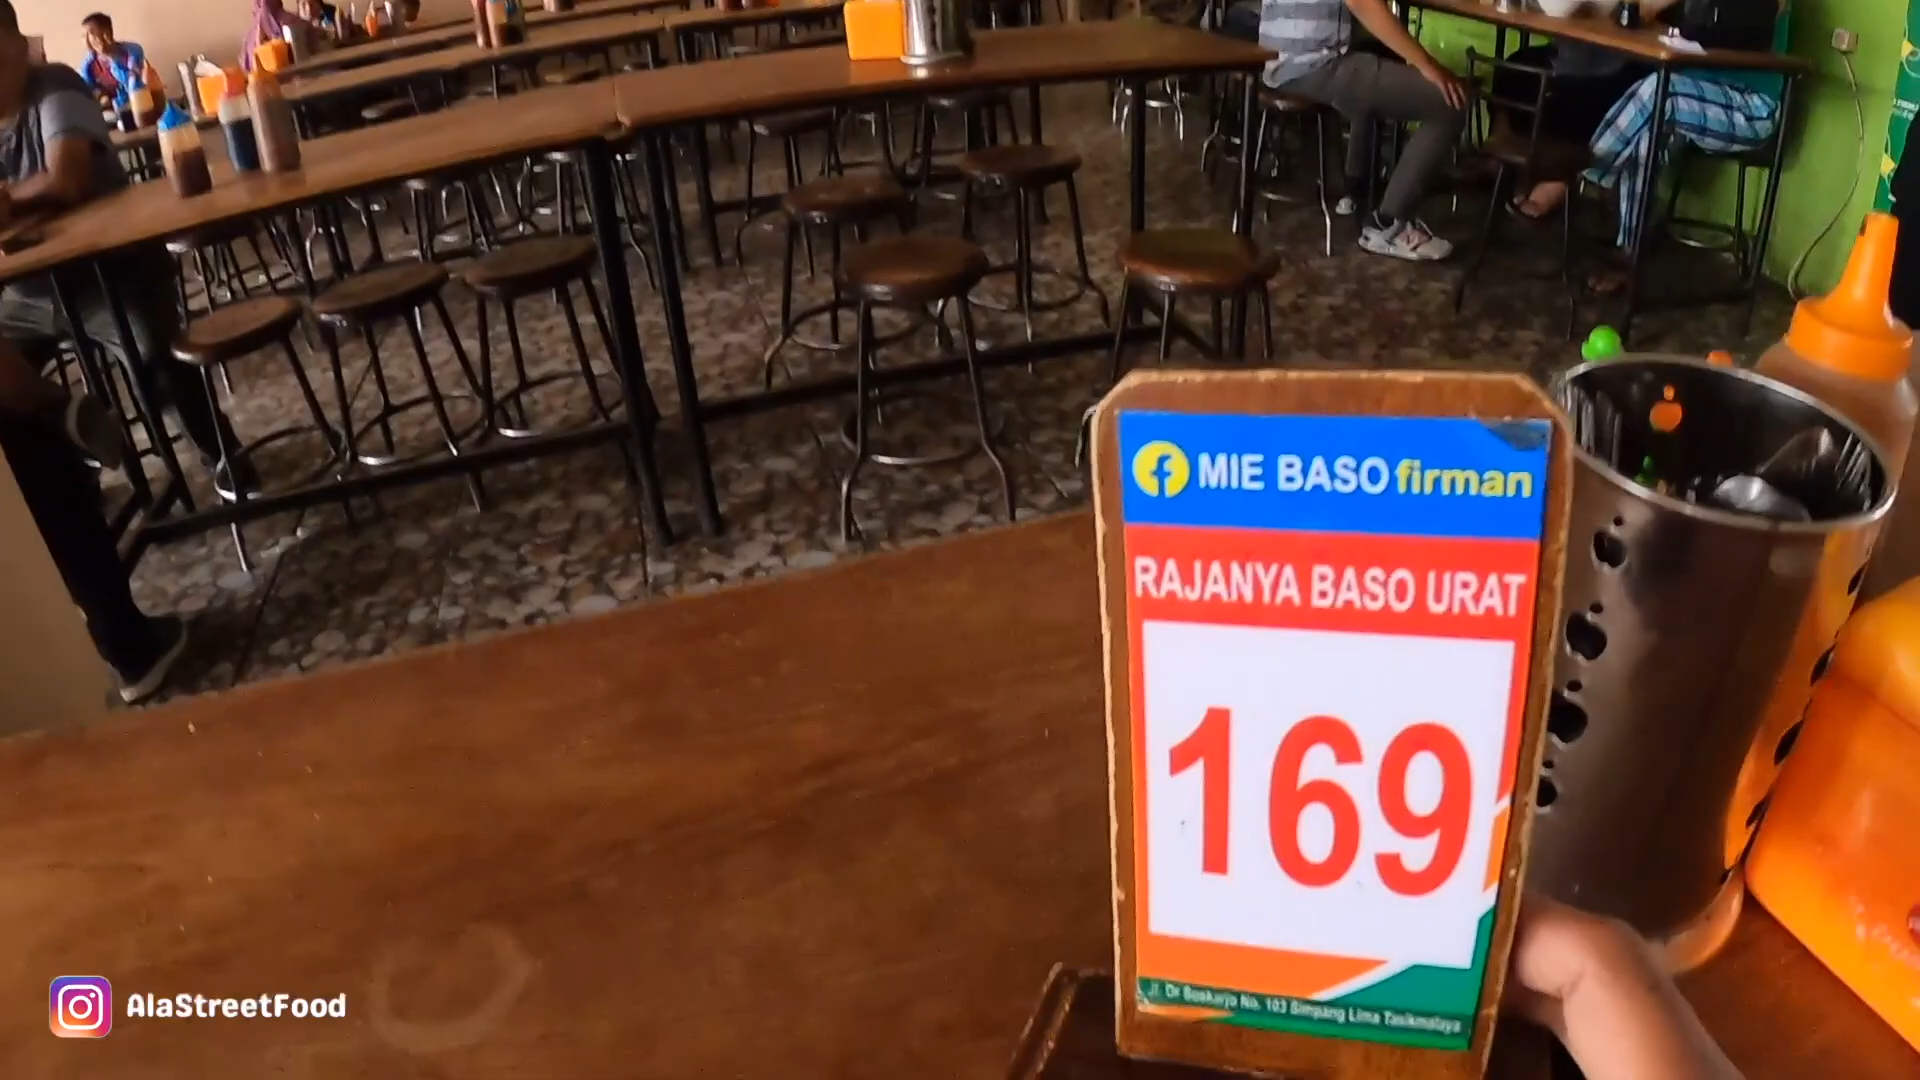 MIE BASO firman
RAJANYA BASO URAT
169
Jl. Dr Soekarjo No. 103 Simpang Lima Tasikmalaya
AlaStreetFood